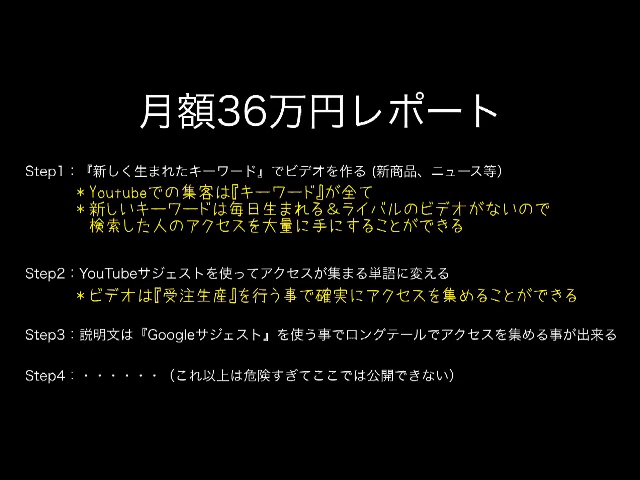 月額36万円レポート
Step1：『新しく生まれたキーワード』でビデオを作る (新商品、ニュース等)
＊Youtubeでの集客は『キーワード』が全て
＊新しいキーワードは毎日生まれる＆ライバルのビデオがないので
検索した人のアクセスを大量に手にすることができる
Step2：YouTubeサジェストを使ってアクセスが集まる単語に変える
＊ビデオは『受注生産』を行う事で確実にアクセスを集めることができる
Step3：説明文は『Googleサジェスト』を使う事でロングテールでアクセスを集める事が出来る
Step4：・・・・・・（これ以上は危険すぎてここでは公開できない）